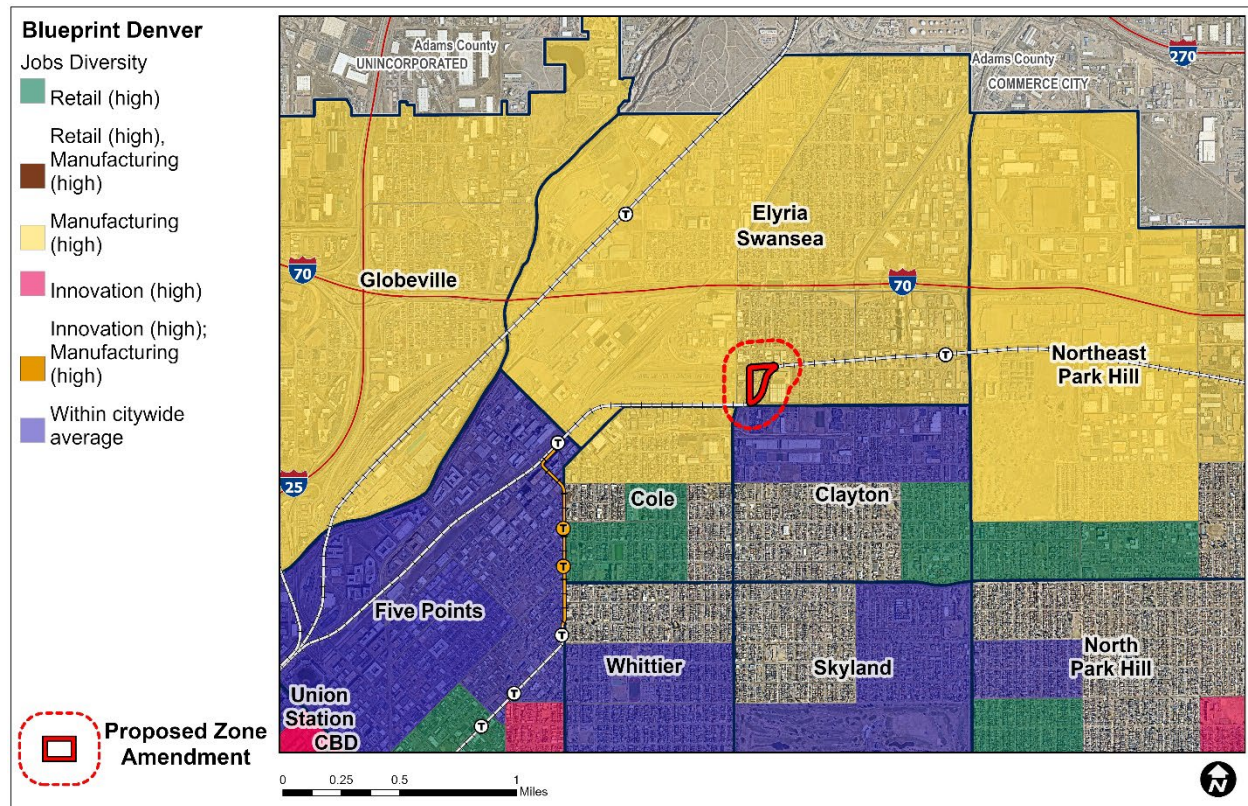 Blueprint Denver
Jobs Diversity
Retail (high)
Retail (high),
Manufacturing
(high)
Manufacturing
(high)
Innovation (high)
Innovation (high);
Manufacturing
(high)
Within citywide
average
Proposed Zone
Amendment
Adams County
UNINCORPORATED
270
Adams County
COMMERCE CITY
T
Elyria
Swansea
70
Globeville
70
T
Northeast
Park Hill
25
T
Cole
Clayton
T
T
Five Points
T
Whittier
Skyland
North
Park Hill
Union
Station
CBD
T
T
0
0.25
0.5
1
Miles
N